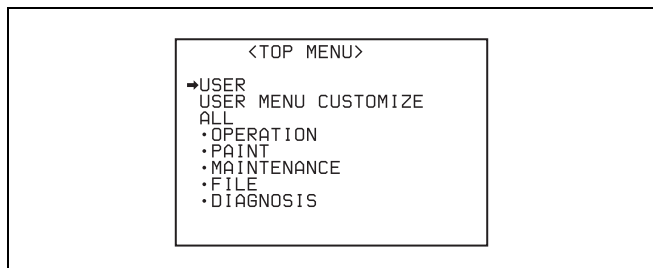 <TOP MENU>
➡USER
USER MENU CUSTOMIZE
ALL
·OPERATION
·PAINT
·MAINTENANCE
·FILE
·DIAGNOSIS